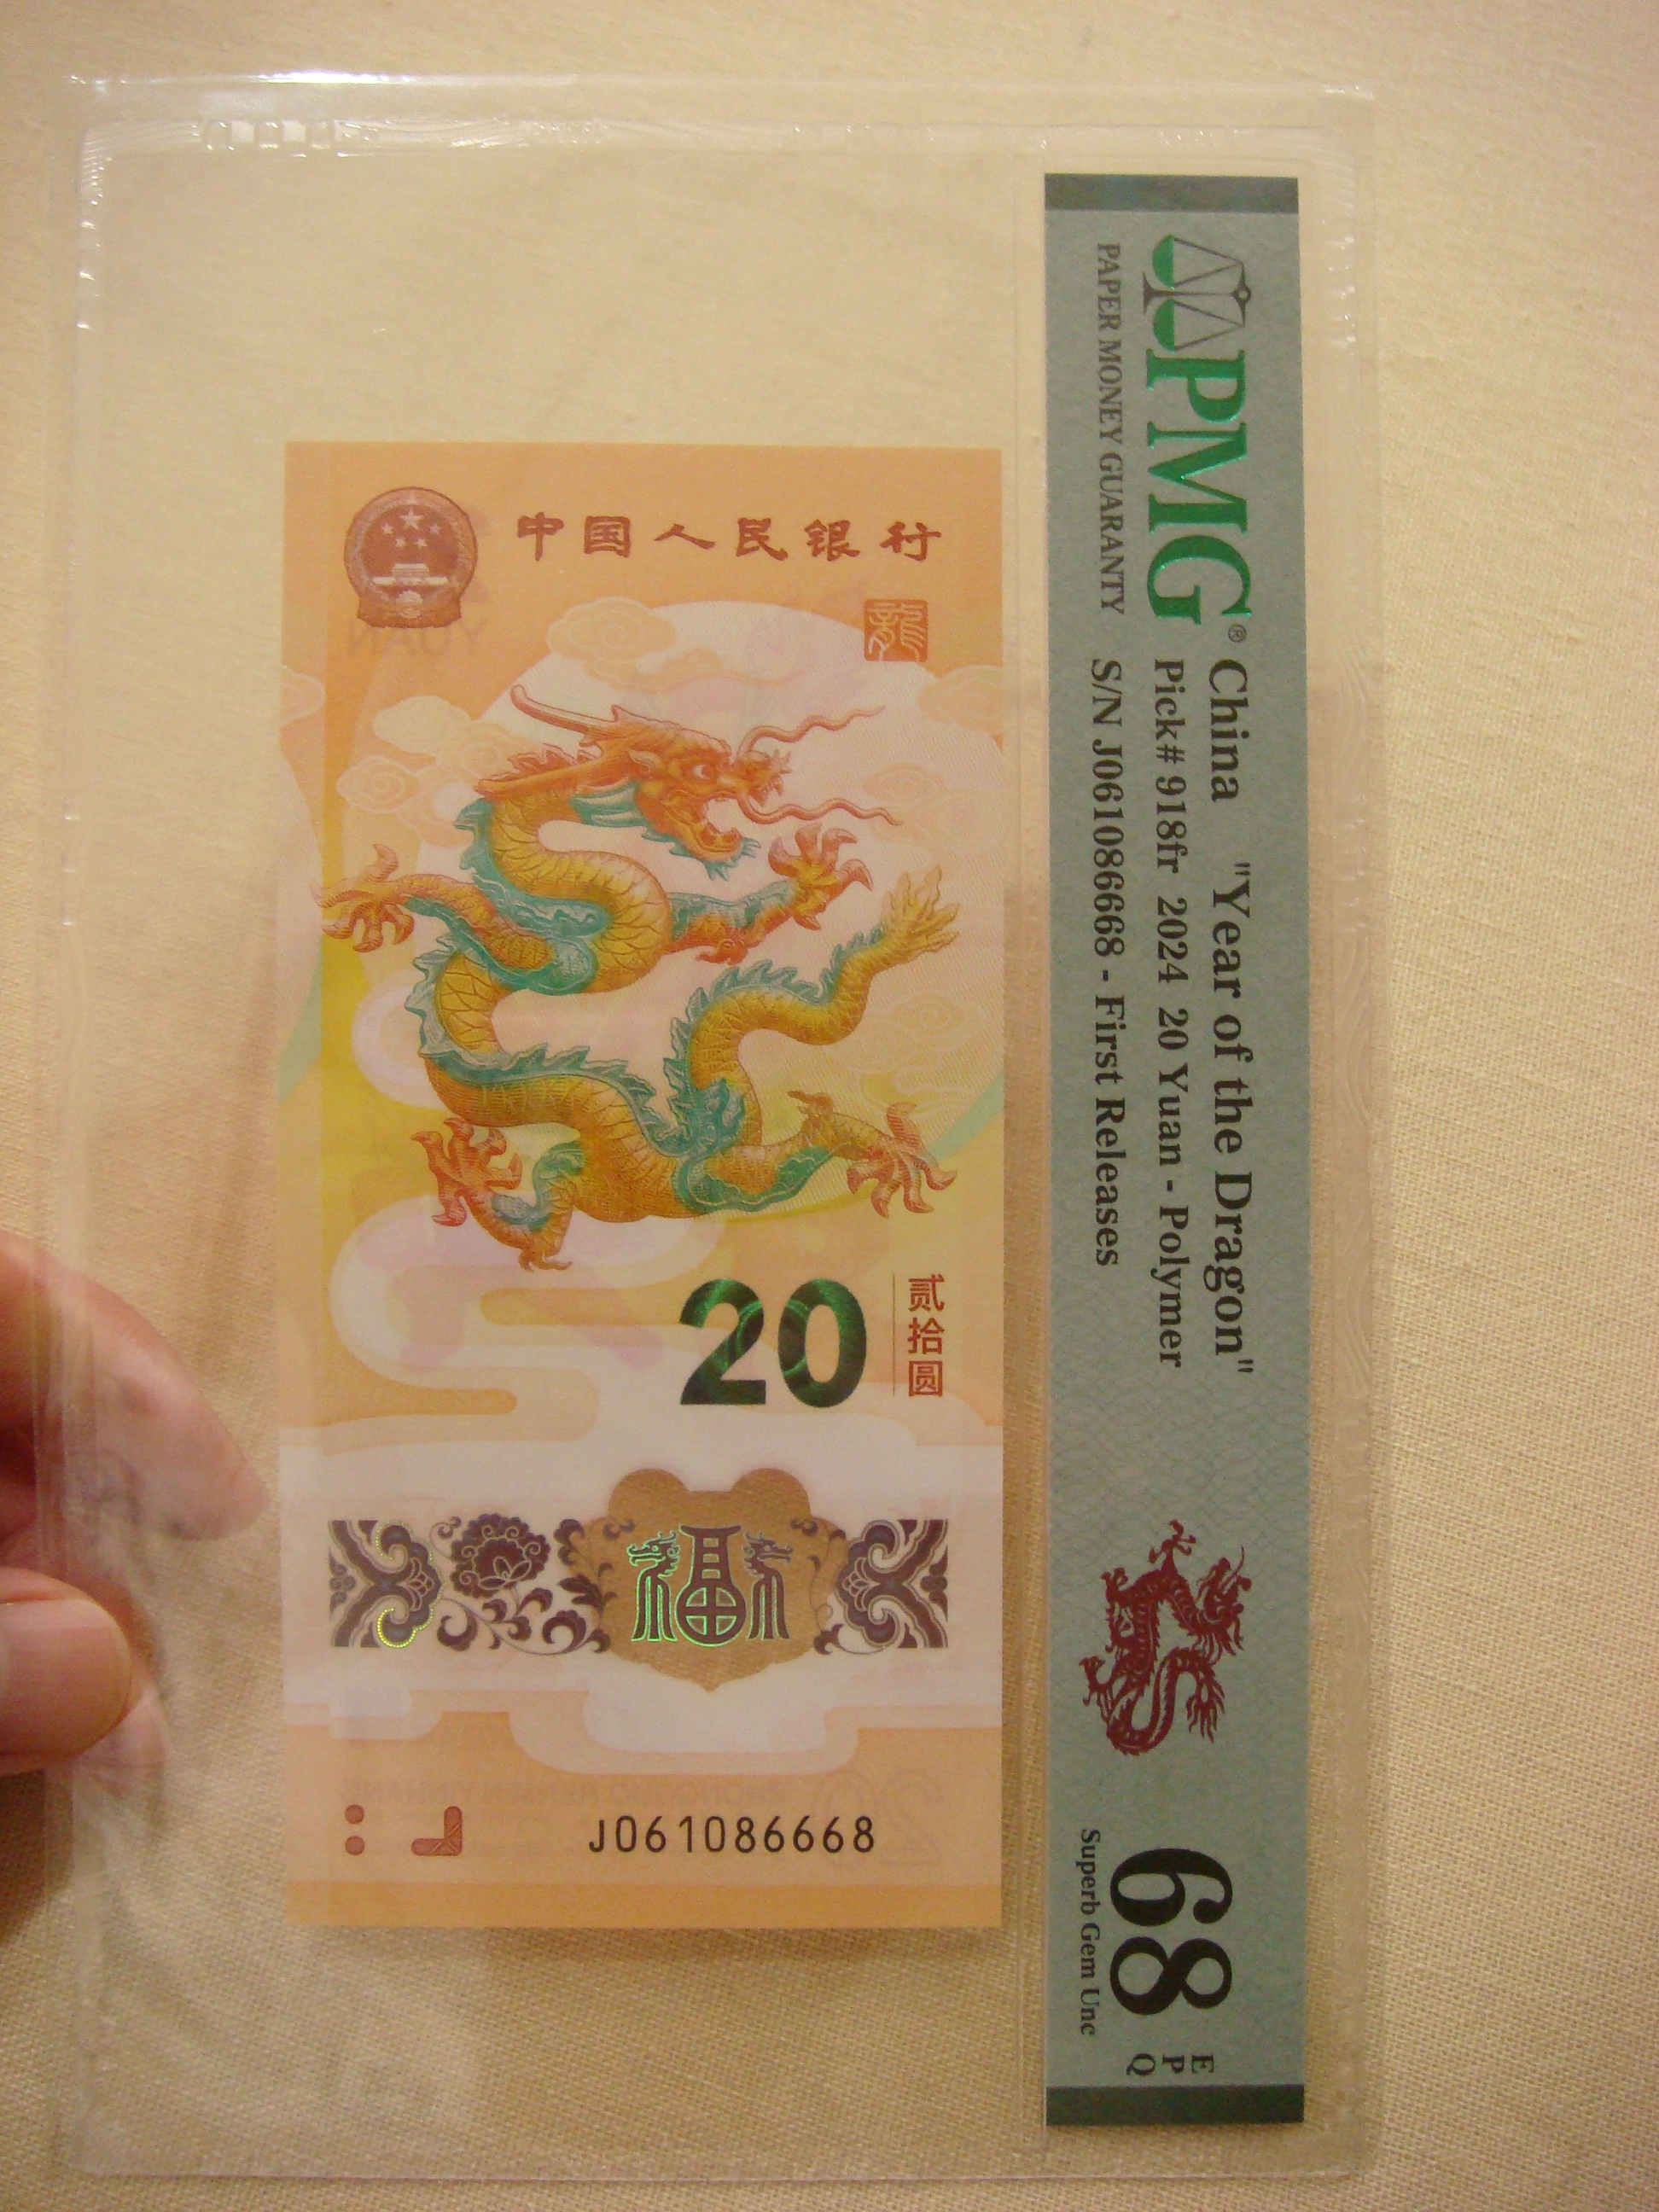 中国人民银行
龍
20
贰拾圆
福
J061086668
PMG®
PAPER MONEY GUARANTY
China "Year of the Dragon"
Pick# 918fr 2024 20 Yuan - Polymer
S/N J061086668 - First Releases
68
EPQ
Superb Gem Unc